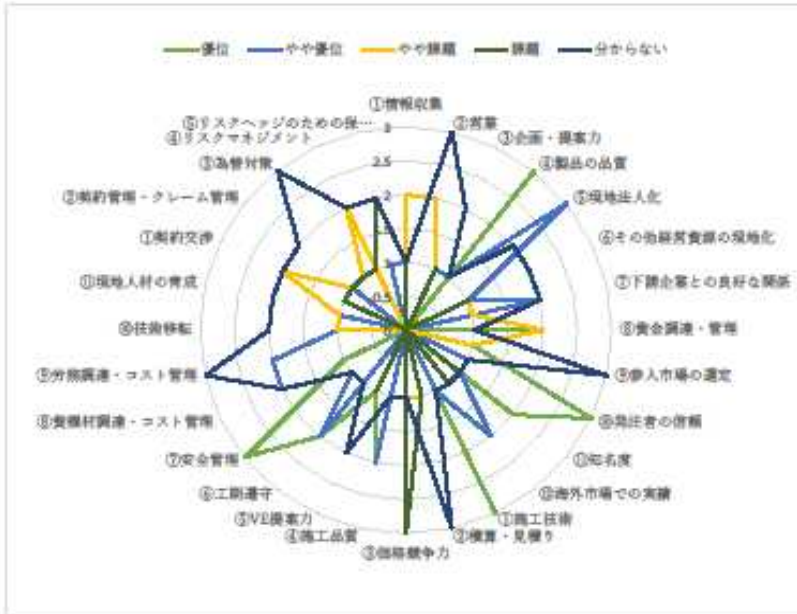 優位 やや優位 やや課題 課題 分からない
①情報収集
②営業
③企画・提案力
④製品の品質
⑤現地法人化
⑥その他経営資源の現地化
⑦下請企業との良好な関係
⑧資金調達・管理
⑨参入市場の選定
⑩発注者の信頼
⑪知名度
⑫海外市場での実績
①施工技術
②積算・見積り
③価格競争力
④施工品質
⑤VE提案力
⑥工期遵守
⑦安全管理
⑧資機材調達・コスト管理
⑨労務調達・コスト管理
⑩技術移転
⑪現地人材の育成
①契約交渉
②契約管理・クレーム管理
③為替対策
④リスクマネジメント
⑤リスクヘッジのための保…
3
2.5
2
1.5
1
0.5
0